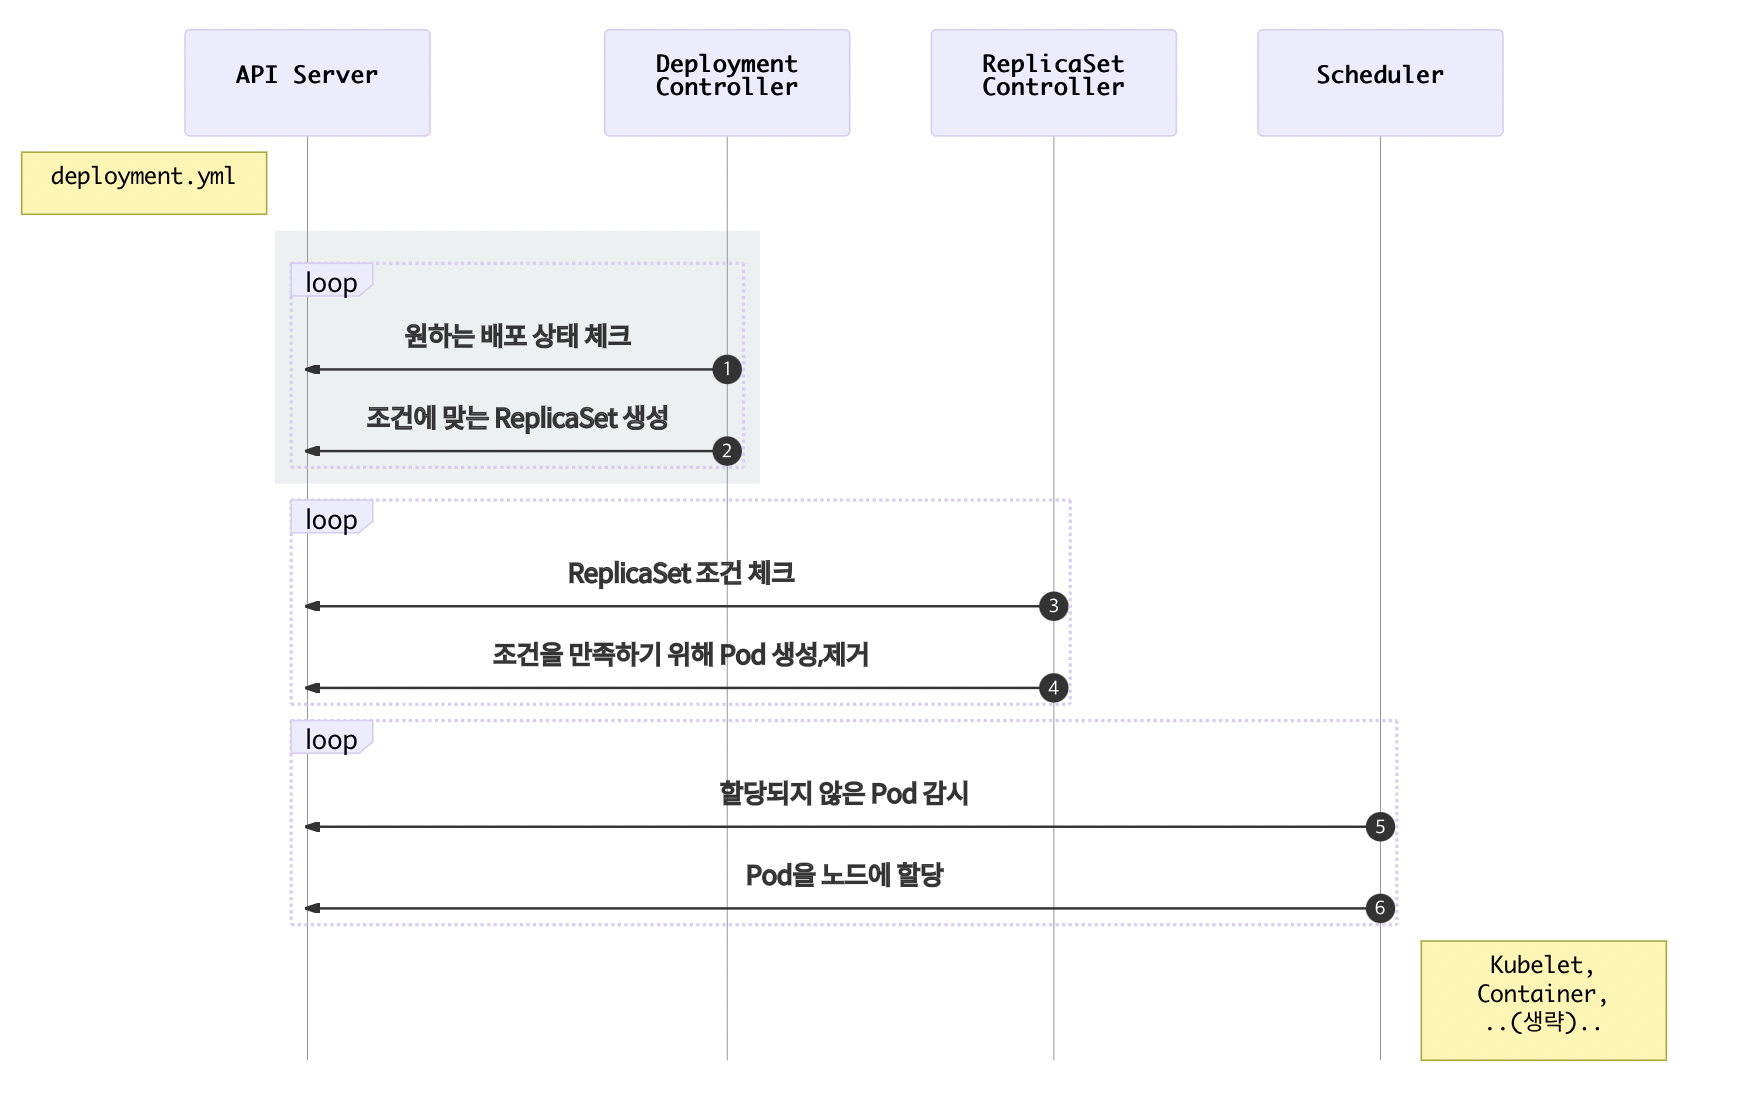 API Server
Deployment
Controller
ReplicaSet
Controller
Scheduler
deployment.yml
loop
원하는 배포 상태 체크
1
조건에 맞는 ReplicaSet 생성
2
loop
ReplicaSet 조건 체크
3
조건을 만족하기 위해 Pod 생성,제거
4
loop
할당되지 않은 Pod 감시
5
Pod을 노드에 할당
6
Kubelet,
Container,
..(생략)..